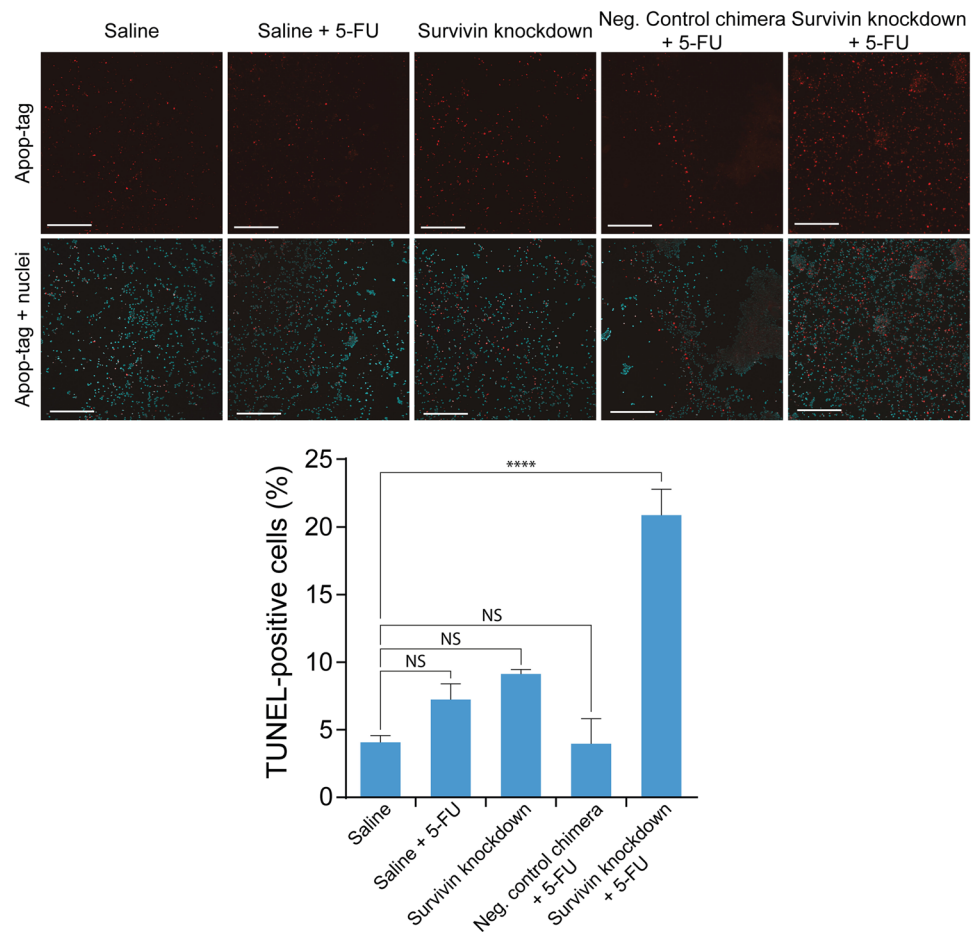 Saline
Saline + 5-FU
Survivin knockdown
Neg. Control chimera
+ 5-FU
Survivin knockdown
+ 5-FU
Apop-tag
Apop-tag + nuclei
TUNEL-positive cells (%)
25
20
15
10
5
0
****
NS
NS
NS
Saline
Saline + 5-FU
Survivin knockdown
Neg. control chimera
+ 5-FU
Survivin knockdown
+ 5-FU